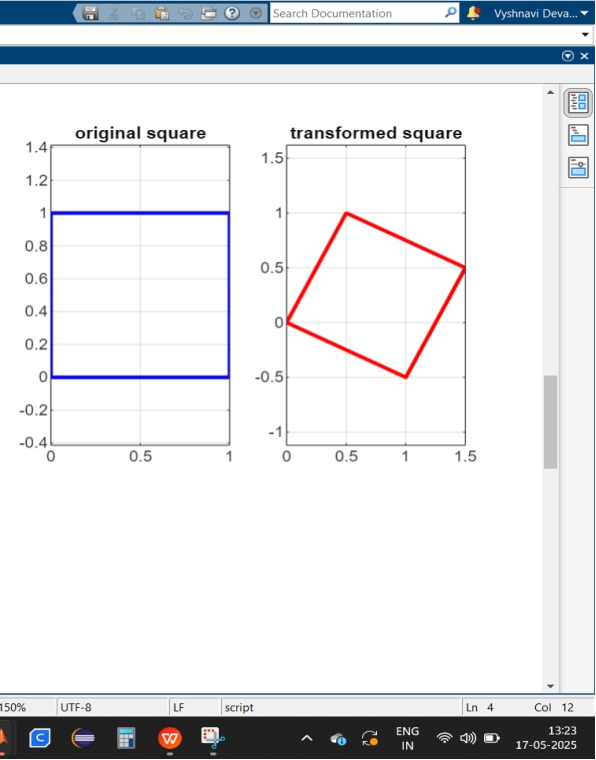 Search Documentation
Vyshnavi Deva...
original square
transformed square
1.4
1.2
1
0.8
0.6
0.4
0.2
0
-0.2
-0.4
0
0.5
1
1.5
1
0.5
0
-0.5
-1
0
0.5
1
1.5
150%
UTF-8
LF
script
Ln 4
Col 12
ENG
IN
13:23
17-05-2025